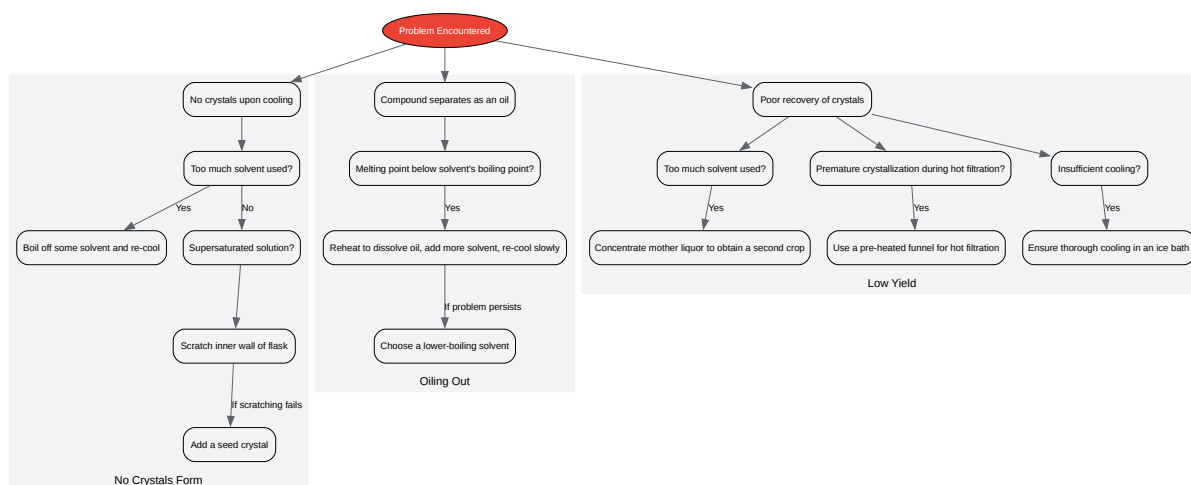 Problem Encountered
No crystals upon cooling
Too much solvent used?
Yes
No
Boil off some solvent and re-cool
Supersaturated solution?
Scratch inner wall of flask
If scratching fails
Add a seed crystal
No Crystals Form
Compound separates as an oil
Melting point below solvent's boiling point?
Yes
Reheat to dissolve oil, add more solvent, re-cool slowly
If problem persists
Choose a lower-boiling solvent
Oiling Out
Poor recovery of crystals
Too much solvent used?
Premature crystallization during hot filtration?
Insufficient cooling?
Yes
Yes
Yes
Concentrate mother liquor to obtain a second crop
Use a pre-heated funnel for hot filtration
Ensure thorough cooling in an ice bath
Low Yield